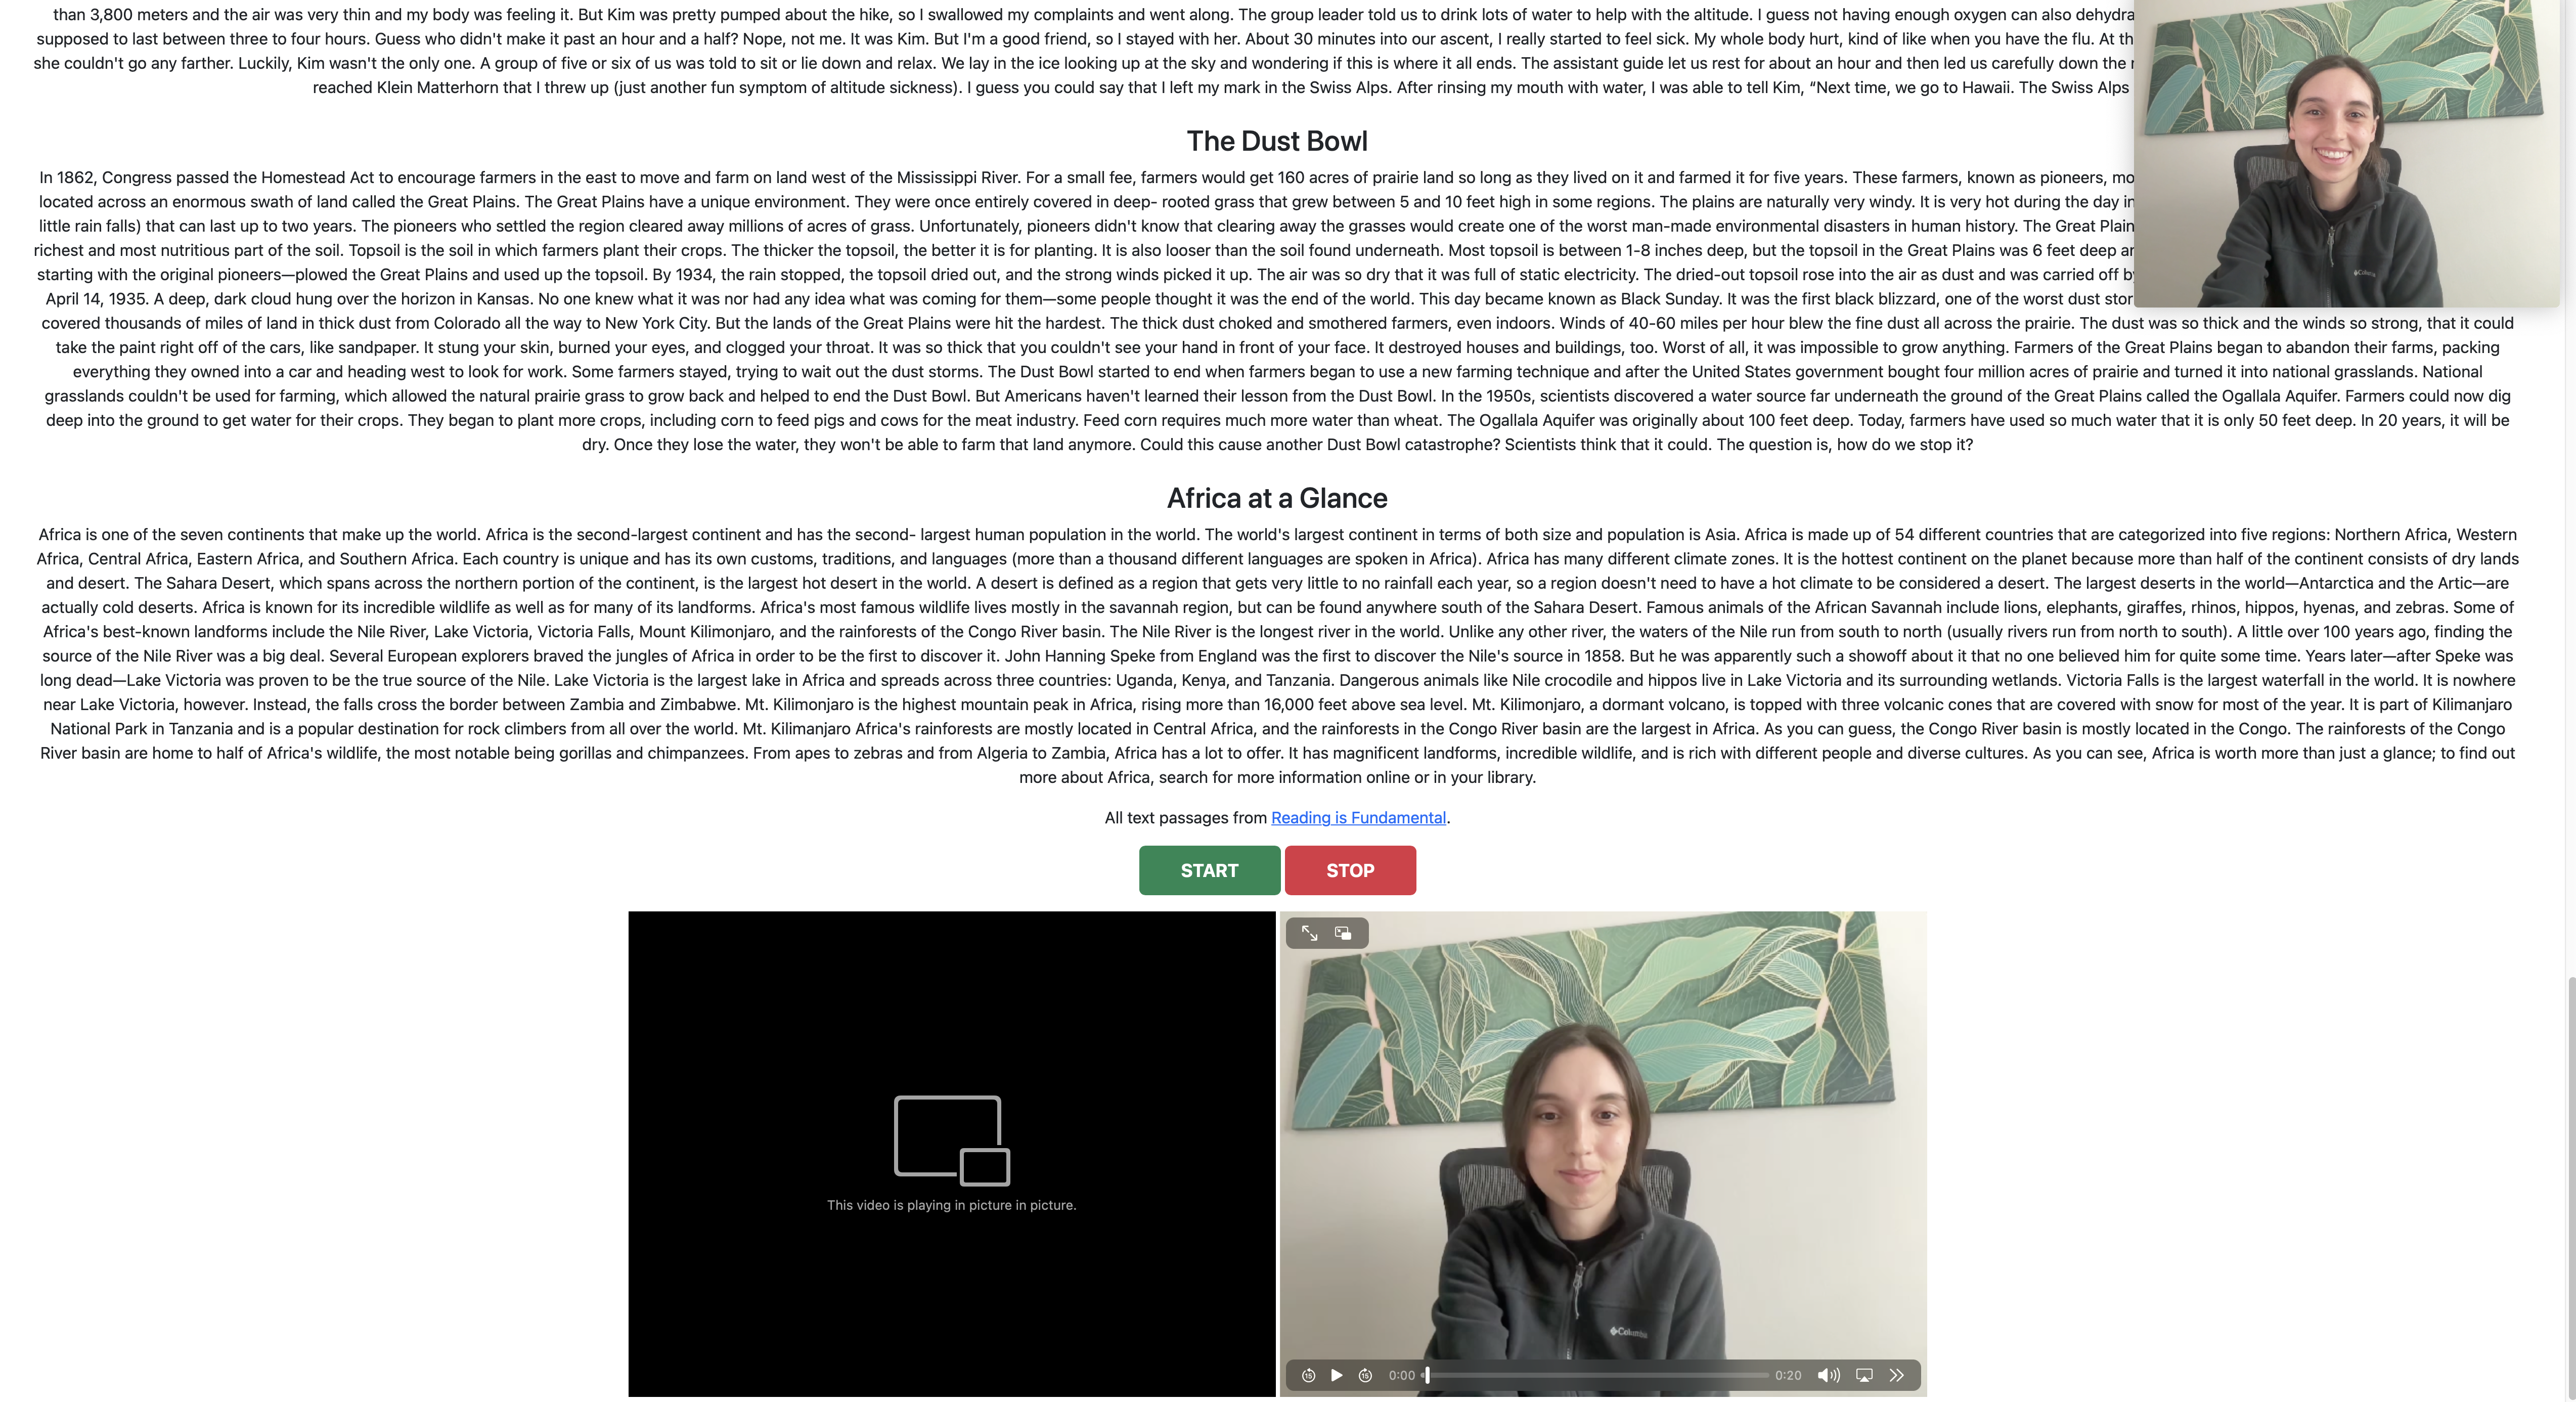 than 3,800 meters and the air was very thin and my body was feeling it. But Kim was pretty pumped about the hike, so I swallowed my complaints and went along. The group leader told us to drink lots of water to help with the altitude. I guess not having enough oxygen can also dehydra
supposed to last between three to four hours. Guess who didn't make it past an hour and a half? Nope, not me. It was Kim. But I'm a good friend, so I stayed with her. About 30 minutes into our ascent, I really started to feel sick. My whole body hurt, kind of like when you have the flu. At th
she couldn't go any farther. Luckily, Kim wasn't the only one. A group of five or six of us was told to sit or lie down and relax. We lay in the ice looking up at the sky and wondering if this is where it all ends. The assistant guide let us rest for about an hour and then led us carefully down the
reached Klein Matterhorn that I threw up (just another fun symptom of altitude sickness). I guess you could say that I left my mark in the Swiss Alps. After rinsing my mouth with water, I was able to tell Kim, “Next time, we go to Hawaii. The Swiss Alps
The Dust Bowl
In 1862, Congress passed the Homestead Act to encourage farmers in the east to move and farm on land west of the Mississippi River. For a small fee, farmers would get 160 acres of prairie land so long as they lived on it and farmed it for five years. These farmers, known as pioneers, mo
located across an enormous swath of land called the Great Plains. The Great Plains have a unique environment. They were once entirely covered in deep- rooted grass that grew between 5 and 10 feet high in some regions. The plains are naturally very windy. It is very hot during the day in
little rain falls) that can last up to two years. The pioneers who settled the region cleared away millions of acres of grass. Unfortunately, pioneers didn't know that clearing away the grasses would create one of the worst man-made environmental disasters in human history. The Great Plain
richest and most nutritious part of the soil. Topsoil is the soil in which farmers plant their crops. The thicker the topsoil, the better it is for planting. It is also looser than the soil found underneath. Most topsoil is between 1-8 inches deep, but the topsoil in the Great Plains was 6 feet deep
starting with the original pioneers—plowed the Great Plains and used up the topsoil. By 1934, the rain stopped, the topsoil dried out, and the strong winds picked it up. The air was so dry that it was full of static electricity. The dried-out topsoil rose into the air as dust and was carried off by
April 14, 1935. A deep, dark cloud hung over the horizon in Kansas. No one knew what it was nor had any idea what was coming for them—some people thought it was the end of the world. This day became known as Black Sunday. It was the first black blizzard, one of the worst dust stor
covered thousands of miles of land in thick dust from Colorado all the way to New York City. But the lands of the Great Plains were hit the hardest. The thick dust choked and smothered farmers, even indoors. Winds of 40-60 miles per hour blew the fine dust all across the prairie. The dust was so thick and the winds so strong, that it could
take the paint right off of the cars, like sandpaper. It stung your skin, burned your eyes, and clogged your throat. It was so thick that you couldn't see your hand in front of your face. It destroyed houses and buildings, too. Worst of all, it was impossible to grow anything. Farmers of the Great Plains began to abandon their farms, packing
everything they owned into a car and heading west to look for work. Some farmers stayed, trying to wait out the dust storms. The Dust Bowl started to end when farmers began to use a new farming technique and after the United States government bought four million acres of prairie and turned it into national grasslands. National
grasslands couldn't be used for farming, which allowed the natural prairie grass to grow back and helped to end the Dust Bowl. But Americans haven't learned their lesson from the Dust Bowl. In the 1950s, scientists discovered a water source far underneath the ground of the Great Plains called the Ogallala Aquifer. Farmers could now dig
deep into the ground to get water for their crops. They began to plant more crops, including corn to feed pigs and cows for the meat industry. Feed corn requires much more water than wheat. The Ogallala Aquifer was originally about 100 feet deep. Today, farmers have used so much water that it is only 50 feet deep. In 20 years, it will be
dry. Once they lose the water, they won't be able to farm that land anymore. Could this cause another Dust Bowl catastrophe? Scientists think that it could. The question is, how do we stop it?
Africa at a Glance
Africa is one of the seven continents that make up the world. Africa is the second-largest continent and has the second- largest human population in the world. The world's largest continent in terms of both size and population is Asia. Africa is made up of 54 different countries that are categorized into five regions: Northern Africa, Western
Africa, Central Africa, Eastern Africa, and Southern Africa. Each country is unique and has its own customs, traditions, and languages (more than a thousand different languages are spoken in Africa). Africa has many different climate zones. It is the hottest continent on the planet because more than half of the continent consists of dry lands
and desert. The Sahara Desert, which spans across the northern portion of the continent, is the largest hot desert in the world. A desert is defined as a region that gets very little to no rainfall each year, so a region doesn't need to have a hot climate to be considered a desert. The largest deserts in the world—Antarctica and the Artic—are
actually cold deserts. Africa is known for its incredible wildlife as well as for many of its landforms. Africa's most famous wildlife lives mostly in the savannah region, but can be found anywhere south of the Sahara Desert. Famous animals of the African Savannah include lions, elephants, giraffes, rhinos, hippos, hyenas, and zebras. Some of
Africa's best-known landforms include the Nile River, Lake Victoria, Victoria Falls, Mount Kilimonjaro, and the rainforests of the Congo River basin. The Nile River is the longest river in the world. Unlike any other river, the waters of the Nile run from south to north (usually rivers run from north to south). A little over 100 years ago, finding the
source of the Nile River was a big deal. Several European explorers braved the jungles of Africa in order to be the first to discover it. John Hanning Speke from England was the first to discover the Nile's source in 1858. But he was apparently such a showoff about it that no one believed him for quite some time. Years later—after Speke was
long dead—Lake Victoria was proven to be the true source of the Nile. Lake Victoria is the largest lake in Africa and spreads across three countries: Uganda, Kenya, and Tanzania. Dangerous animals like Nile crocodile and hippos live in Lake Victoria and its surrounding wetlands. Victoria Falls is the largest waterfall in the world. It is nowhere
near Lake Victoria, however. Instead, the falls cross the border between Zambia and Zimbabwe. Mt. Kilimonjaro is the highest mountain peak in Africa, rising more than 16,000 feet above sea level. Mt. Kilimonjaro, a dormant volcano, is topped with three volcanic cones that are covered with snow for most of the year. It is part of Kilimanjaro
National Park in Tanzania and is a popular destination for rock climbers from all over the world. Mt. Kilimanjaro Africa's rainforests are mostly located in Central Africa, and the rainforests in the Congo River basin are the largest in Africa. As you can guess, the Congo River basin is mostly located in the Congo. The rainforests of the Congo
River basin are home to half of Africa's wildlife, the most notable being gorillas and chimpanzees. From apes to zebras and from Algeria to Zambia, Africa has a lot to offer. It has magnificent landforms, incredible wildlife, and is rich with different people and diverse cultures. As you can see, Africa is worth more than just a glance; to find out
more about Africa, search for more information online or in your library.
All text passages from Reading is Fundamental.
START STOP
This video is playing in picture in picture.
Columbia
15 15 0:00 0:20